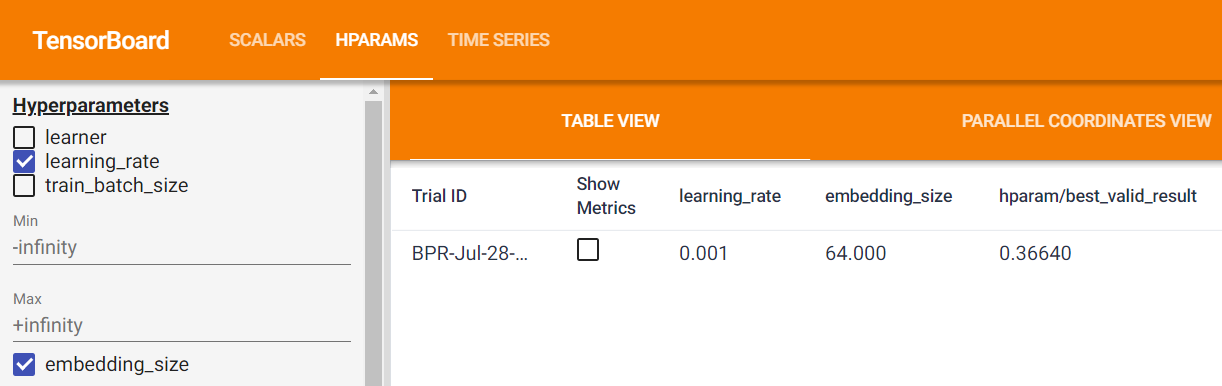 TensorBoard SCALARS HPARAMS TIME SERIES
Hyperparameters
learner
learning_rate
train_batch_size
Min
-infinity
Max
+infinity
embedding_size
TABLE VIEW PARALLEL COORDINATES VIEW
Trial ID Show Metrics learning_rate embedding_size hparam/best_valid_result
BPR-Jul-28-... 0.001 64.000 0.36640